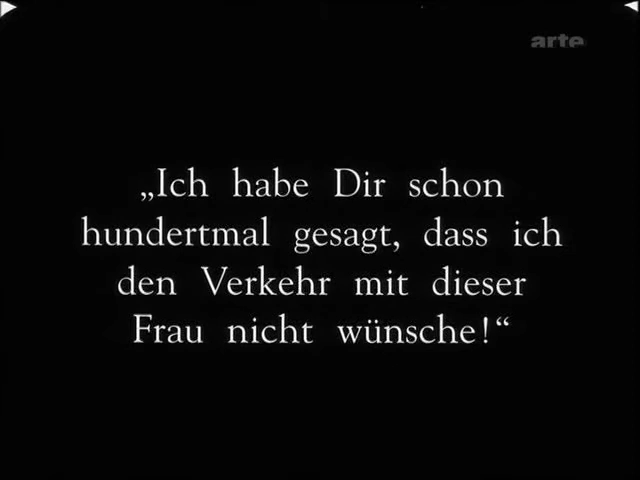 arte
„Ich habe Dir schon
hundertmal gesagt, dass ich
den Verkehr mit dieser
Frau nicht wünsche!“